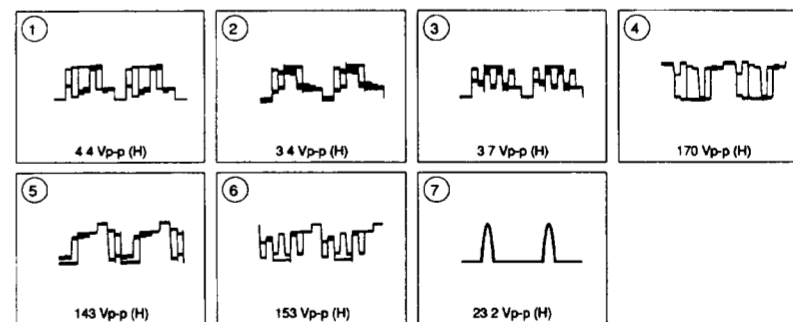 1
2
3
4
4 4 Vp-p (H)
3 4 Vp-p (H)
3 7 Vp-p (H)
170 Vp-p (H)
5
6
7
143 Vp-p (H)
153 Vp-p (H)
23 2 Vp-p (H)